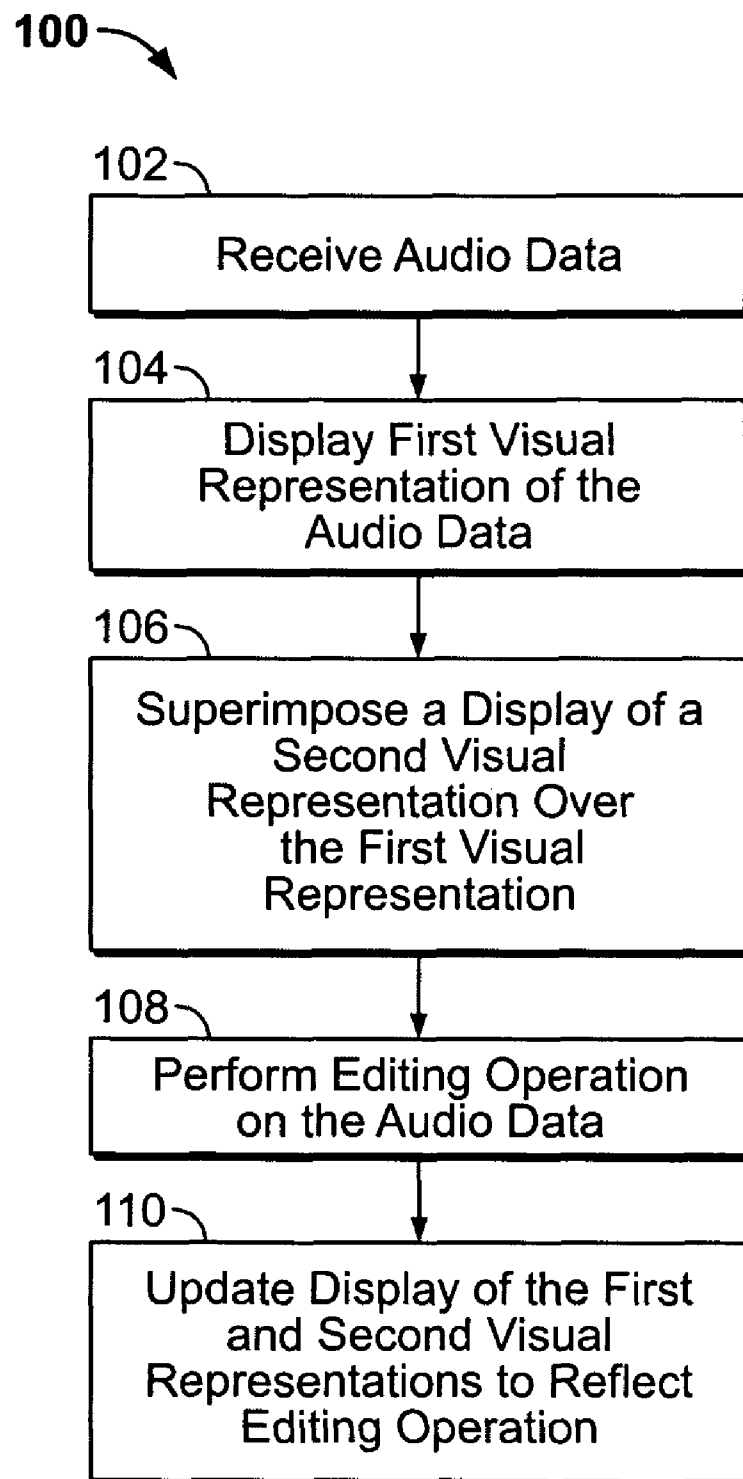 100
102
Receive Audio Data
104
Display First Visual
Representation of the
Audio Data
106
Superimpose a Display of a
Second Visual
Representation Over
the First Visual
Representation
108
Perform Editing Operation
on the Audio Data
110
Update Display of the First
and Second Visual
Representations to Reflect
Editing Operation